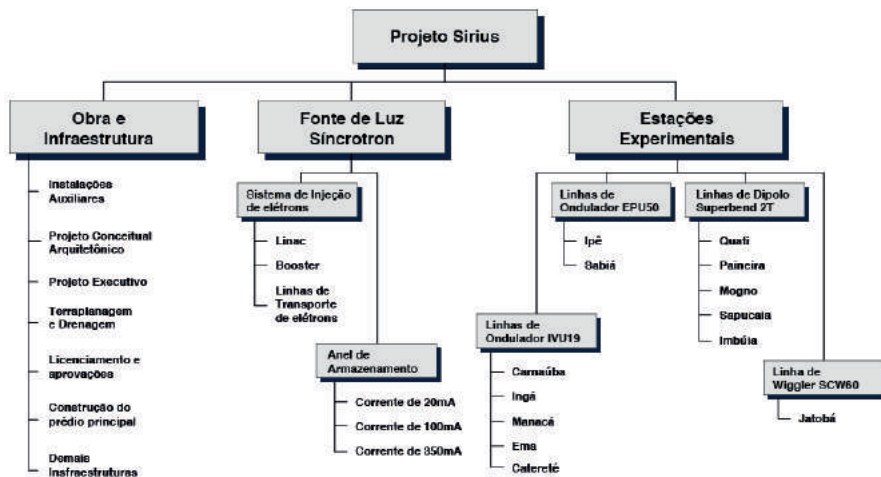 Projeto Sirius
Obra e
Infraestrutura
Instalações
Auxiliares
Projeto Conceitual
Arquitetônico
Projeto Executivo
Terraplanagem
e Drenagem
Licenciamento e
aprovações
Construção do
prédio principal
Demais
Insfraestruturas
Fonte de Luz
Síncrotron
Sistema de Injeção
de elétrons
Linac
Booster
Linhas de
Transporte
de elétrons
Anel de
Armazenamento
Corrente de 20mA
Corrente de 100mA
Corrente de 350mA
Estações
Experimentais
Linhas de
Ondulador IVU19
Carnaúba
Ingá
Manacá
Ema
Cateretê
Linhas de
Ondulador EPU50
Ipê
Sabiá
Linhas de Dipolo
Superbend 2T
Quati
Paineira
Mogno
Sapucaia
Imbúia
Linha de
Wiggler SCW60
Jatobá